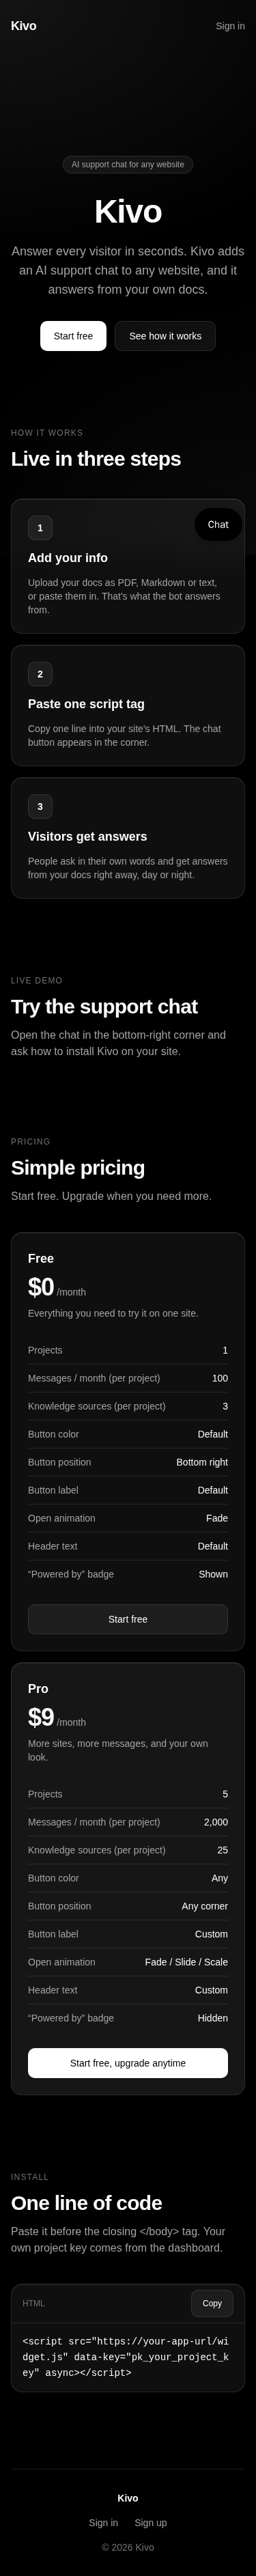 Kivo
Sign in
AI support chat for any website
Kivo
Answer every visitor in seconds. Kivo adds
an AI support chat to any website, and it
answers from your own docs.
Start free
See how it works
HOW IT WORKS
Live in three steps
Chat
1
Add your info
Upload your docs as PDF, Markdown or text,
or paste them in. That's what the bot answers
from.
2
Paste one script tag
Copy one line into your site's HTML. The chat
button appears in the corner.
3
Visitors get answers
People ask in their own words and get answers
from your docs right away, day or night.
LIVE DEMO
Try the support chat
Open the chat in the bottom-right corner and
ask how to install Kivo on your site.
PRICING
Simple pricing
Start free. Upgrade when you need more.
Free
$0 /month
Everything you need to try it on one site.
Projects 1
Messages / month (per project) 100
Knowledge sources (per project) 3
Button color Default
Button position Bottom right
Button label Default
Open animation Fade
Header text Default
“Powered by” badge Shown
Start free
Pro
$9 /month
More sites, more messages, and your own
look.
Projects 5
Messages / month (per project) 2,000
Knowledge sources (per project) 25
Button color Any
Button position Any corner
Button label Custom
Open animation Fade / Slide / Scale
Header text Custom
“Powered by” badge Hidden
Start free, upgrade anytime
INSTALL
One line of code
Paste it before the closing </body> tag. Your
own project key comes from the dashboard.
HTML
Copy
<script src="https://your-app-url/wi
dget.js" data-key="pk_your_project_k
ey" async></script>
Kivo
Sign in Sign up
© 2026 Kivo